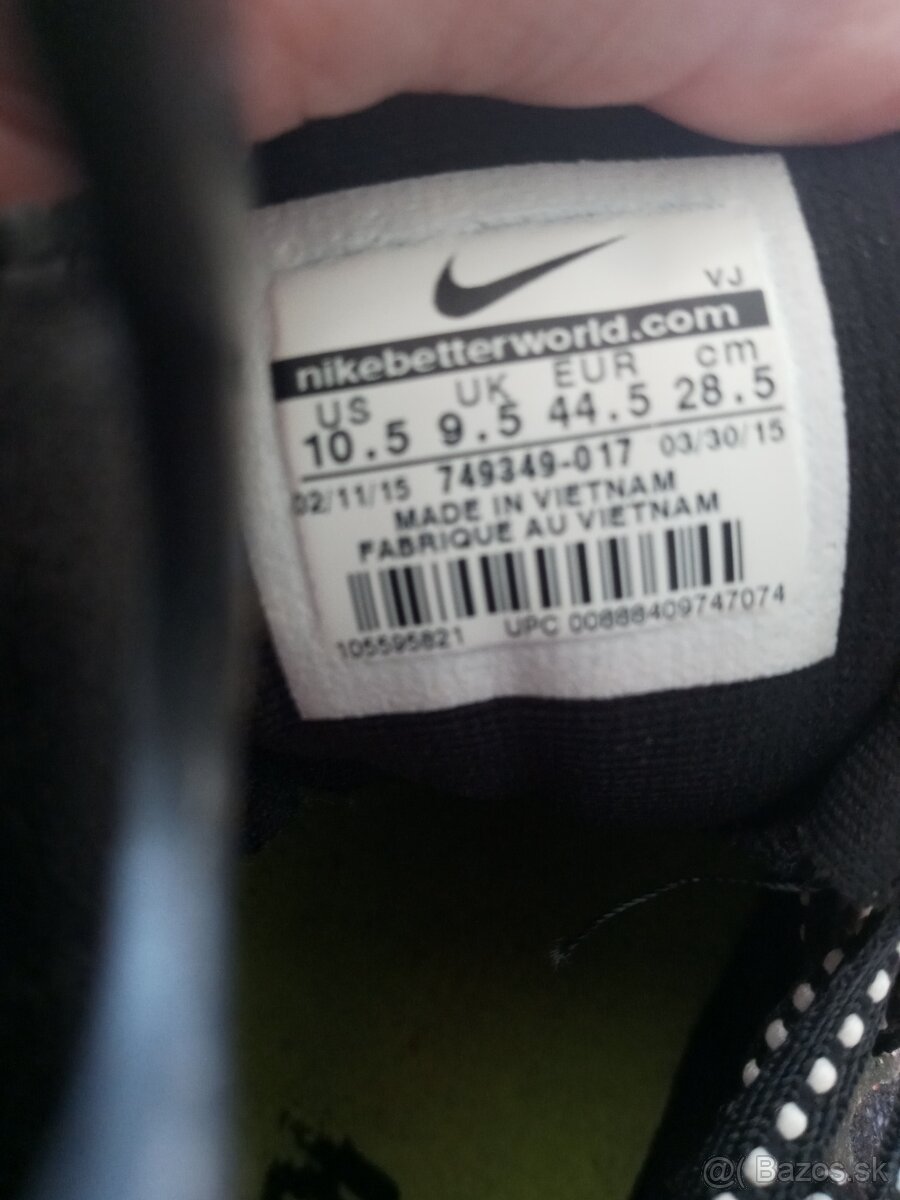 VJ
nikebetterworld.com
US UK EUR cm
10.5 9.5 44.5 28.5
02/11/15 749349-017 03/30/15
MADE IN VIETNAM
FABRIQUE AU VIETNAM
105595821 UPC 00888409747074
@ Bazos.sk